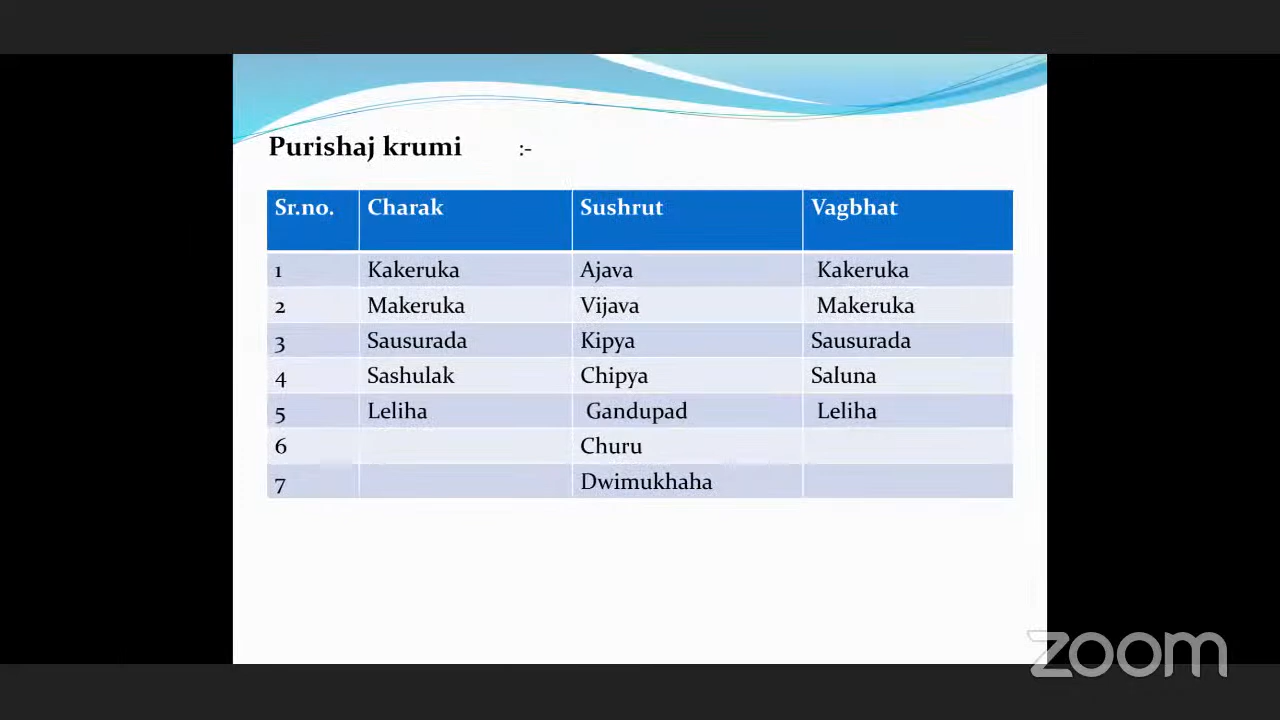 Purishaj krumi :-
Sr.no. Charak Sushrut Vagbhat
1 Kakeruka Ajava Kakeruka
2 Makeruka Vijava Makeruka
3 Sausurada Kipya Sausurada
4 Sashulak Chipya Saluna
5 Leliha Gandupad Leliha
6 Churu
7 Dwimukhaha
zoom